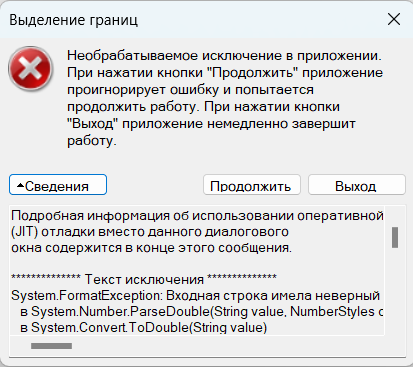 Выделение границ
Необрабатываемое исключение в приложении.
При нажатии кнопки "Продолжить" приложение
проигнорирует ошибку и попытается
продолжить работу. При нажатии кнопки
"Выход" приложение немедленно завершит
работу.
Сведения Продолжить Выход
Подробная информация об использовании оперативной
(JIT) отладки вместо данного диалогового
окна содержится в конце этого сообщения.
************** Текст исключения **************
System.FormatException: Входная строка имела неверный
в System.Number.ParseDouble(String value, NumberStyles
в System.Convert.ToDouble(String value)